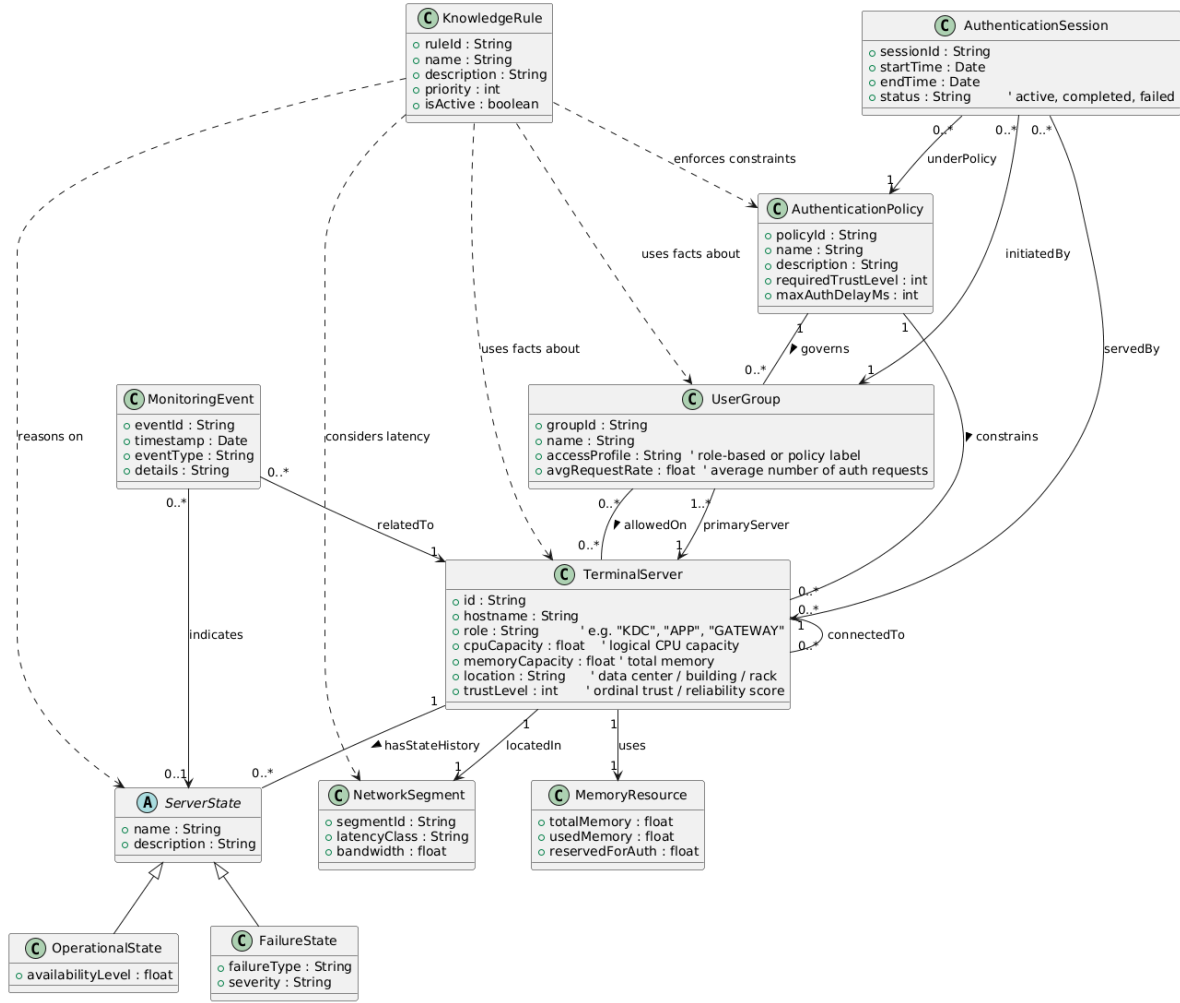 C KnowledgeRule
ruleId : String
name : String
description : String
priority : int
isActive : boolean
C AuthenticationSession
sessionId : String
startTime : Date
endTime : Date
status : String ' active, completed, failed
0..* 0..* 0..*
underPolicy
1
enforces constraints
C AuthenticationPolicy
policyId : String
name : String
description : String
requiredTrustLevel : int
maxAuthDelayMs : int
uses facts about
initiatedBy
1 1
governs
uses facts about
servedBy
0..* 1
C MonitoringEvent
eventId : String
timestamp : Date
eventType : String
details : String
C UserGroup
groupId : String
name : String
accessProfile : String ' role-based or policy label
avgRequestRate : float ' average number of auth requests
reasons on
considers latency
constrains
0..*
0..*
0..* 1..*
relatedTo
allowedOn
primaryServer
1
0..* 1
C TerminalServer
id : String
hostname : String
role : String ' e.g. "KDC", "APP", "GATEWAY"
cpuCapacity : float ' logical CPU capacity
memoryCapacity : float ' total memory
location : String ' data center / building / rack
trustLevel : int ' ordinal trust / reliability score
0..*
0..*
1
connectedTo
0..*
indicates
1 1 1
hasStateHistory
locatedIn
uses
0..1 0..* 1 1
A ServerState
name : String
description : String
C NetworkSegment
segmentId : String
latencyClass : String
bandwidth : float
C MemoryResource
totalMemory : float
usedMemory : float
reservedForAuth : float
C OperationalState
availabilityLevel : float
C FailureState
failureType : String
severity : String